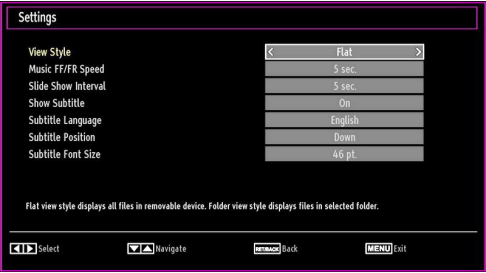 Settings
View Style < Flat >
Music FF/FR Speed 5 sec.
Slide Show Interval 5 sec.
Show Subtitle On
Subtitle Language English
Subtitle Position Down
Subtitle Font Size 46 pt.
Flat view style displays all files in removable device. Folder view style displays files in selected folder.
Select Navigate RET/BACK Back MENU Exit